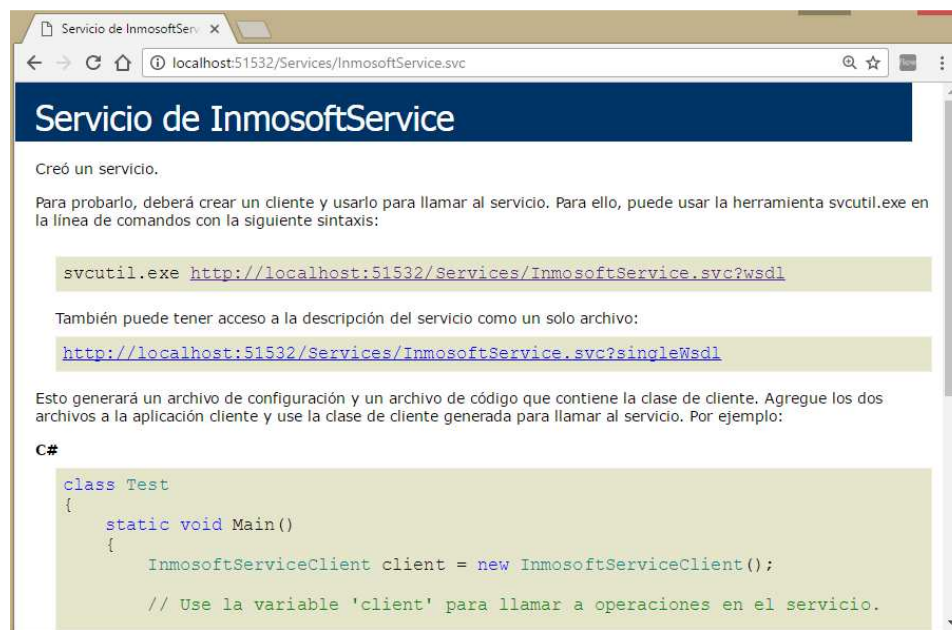 Servicio de InmosoftServ
localhost:51532/Services/InmosoftService.svc
Servicio de InmosoftService
Creó un servicio.
Para probarlo, deberá crear un cliente y usarlo para llamar al servicio. Para ello, puede usar la herramienta svcutil.exe en
la línea de comandos con la siguiente sintaxis:
svcutil.exe http://localhost:51532/Services/InmosoftService.svc?wsdl
También puede tener acceso a la descripción del servicio como un solo archivo:
http://localhost:51532/Services/InmosoftService.svc?singleWsdl
Esto generará un archivo de configuración y un archivo de código que contiene la clase de cliente. Agregue los dos
archivos a la aplicación cliente y use la clase de cliente generada para llamar al servicio. Por ejemplo:
C#
class Test
{
static void Main()
{
InmosoftServiceClient client = new InmosoftServiceClient();
// Use la variable 'client' para llamar a operaciones en el servicio.